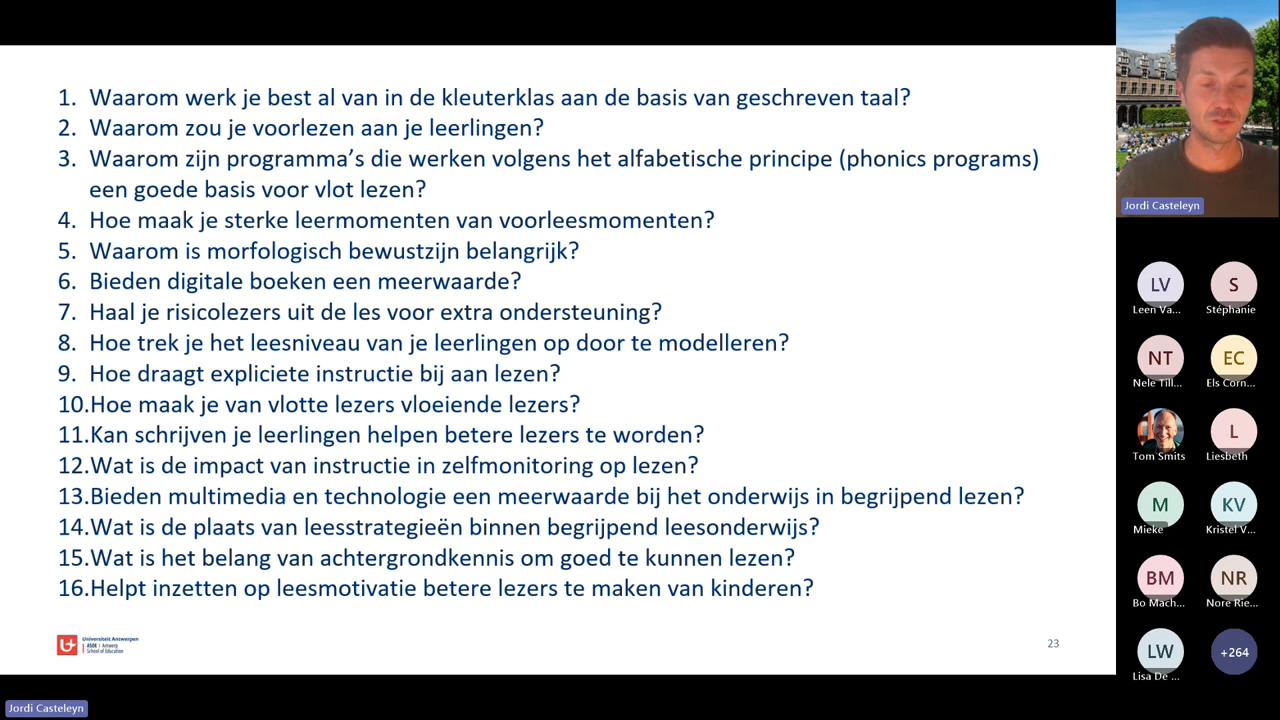 1. Waarom werk je best al van in de kleuterklas aan de basis van geschreven taal?
2. Waarom zou je voorlezen aan je leerlingen?
3. Waarom zijn programma's die werken volgens het alfabetische principe (phonics programs)
een goede basis voor vlot lezen?
4. Hoe maak je sterke leermomenten van voorleesmomenten?
5. Waarom is morfologisch bewustzijn belangrijk?
6. Bieden digitale boeken een meerwaarde?
7. Haal je risicolezers uit de les voor extra ondersteuning?
8. Hoe trek je het leesniveau van je leerlingen op door te modelleren?
9. Hoe draagt expliciete instructie bij aan lezen?
10.Hoe maak je van vlotte lezers vloeiende lezers?
11.Kan schrijven je leerlingen helpen betere lezers te worden?
12.Wat is de impact van instructie in zelfmonitoring op lezen?
13.Bieden multimedia en technologie een meerwaarde bij het onderwijs in begrijpend lezen?
14.Wat is de plaats van leesstrategieën binnen begrijpend leesonderwijs?
15.Wat is het belang van achtergrondkennis om goed te kunnen lezen?
16.Helpt inzetten op leesmotivatie betere lezers te maken van kinderen?
Universiteit Antwerpen
ASOE | Antwerp
School of Education
23
Jordi Casteleyn
LV S
Leen Va... Stéphanie
NT EC
Nele Till... Els Corn...
L
Tom Smits Liesbeth
M KV
Mieke Kristel V...
BM NR
Bo Mach... Nore Rie...
LW +264
Lisa De ...
Jordi Casteleyn